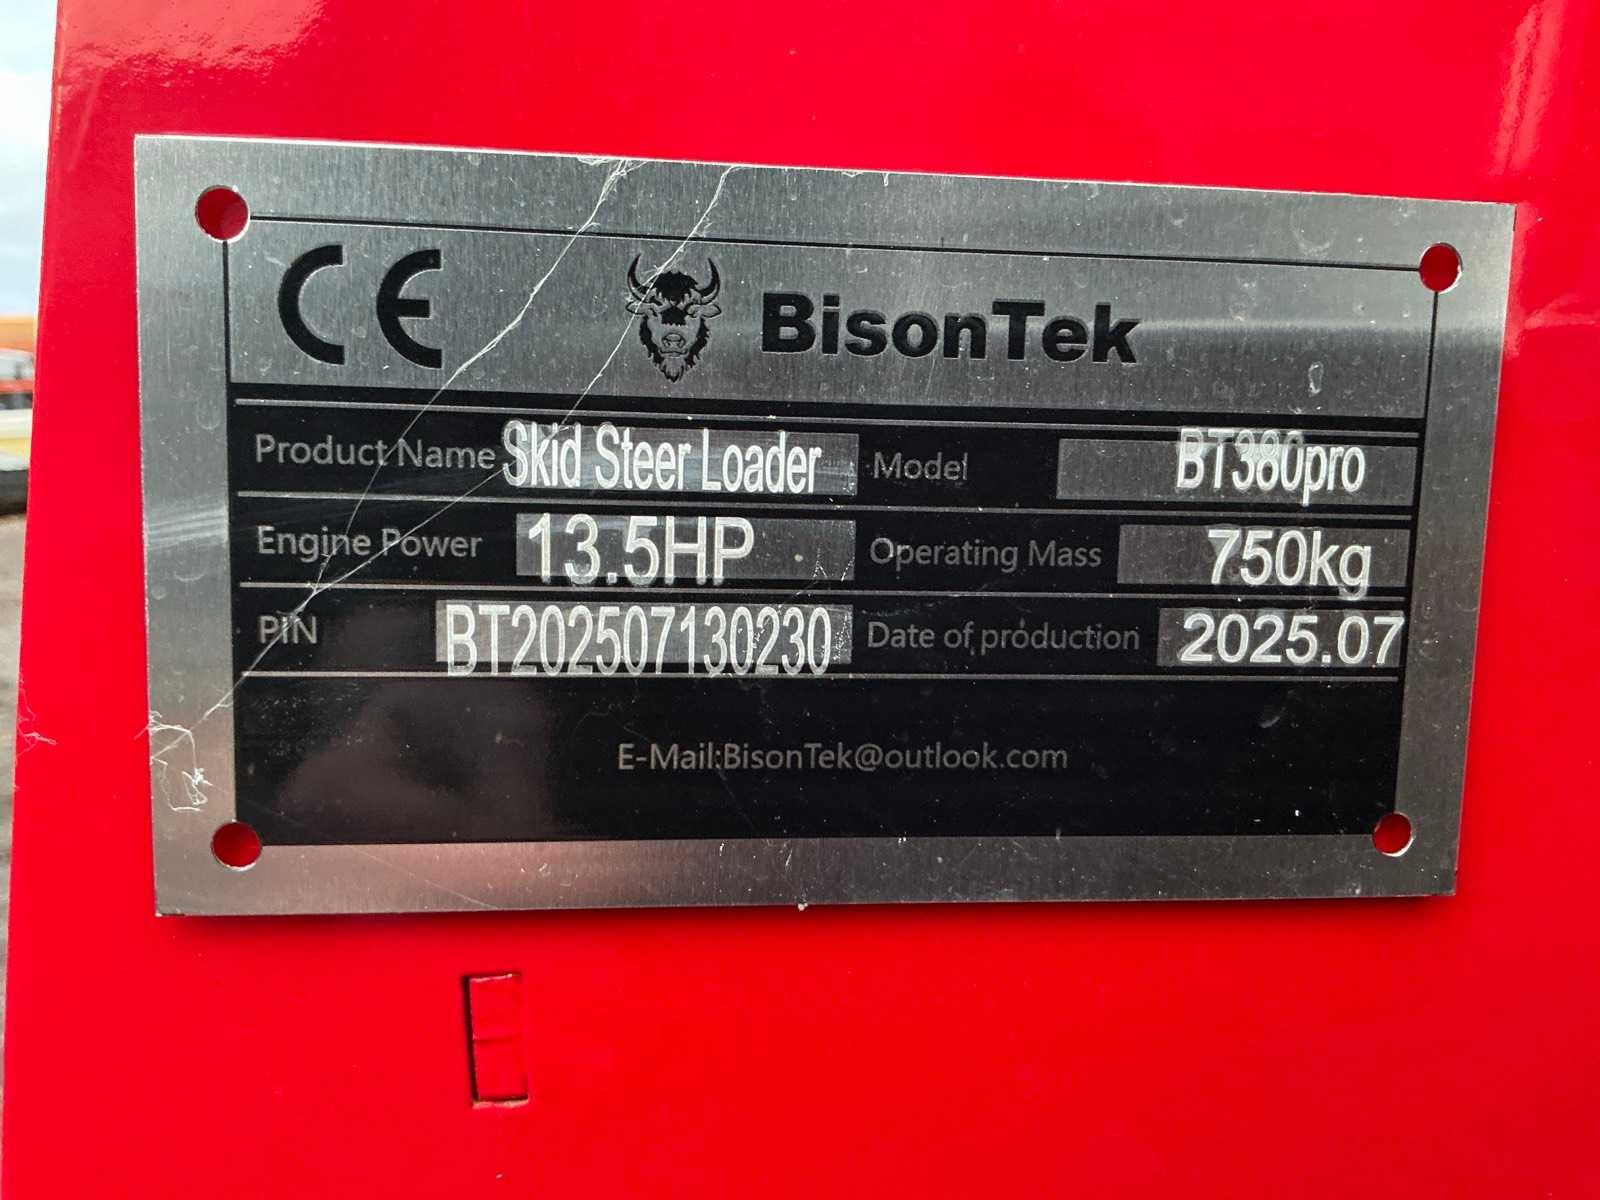 CE BisonTek
Product Name Skid Steer Loader Model BT380pro
Engine Power 13.5HP Operating Mass 750kg
PIN BT202507130230 Date of production 2025.07
E-Mail:BisonTek@outlook.com